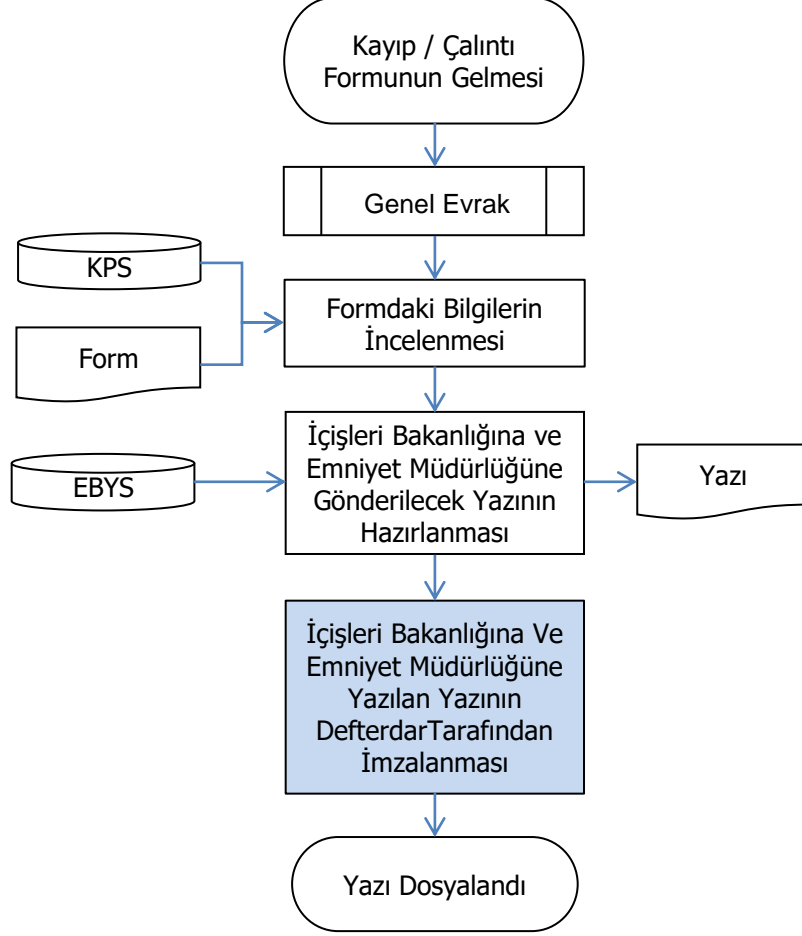 Kayıp / Çalıntı
Formunun Gelmesi
Genel Evrak
KPS
Form
Formdaki Bilgilerin
İncelenmesi
EBYS
İçişleri Bakanlığına ve
Emniyet Müdürlüğüne
Gönderilecek Yazının
Hazırlanması
Yazı
İçişleri Bakanlığına Ve
Emniyet Müdürlüğüne
Yazılan Yazının
DefterdarTarafından
İmzalanması
Yazı Dosyalandı